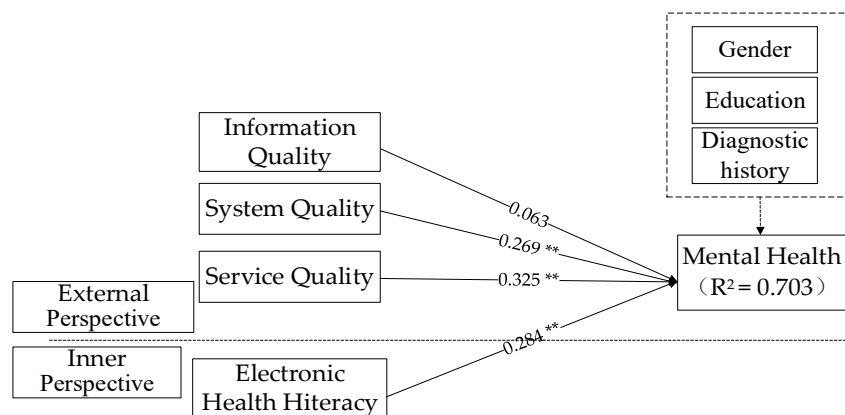 Gender
Education
Diagnostic
history
Information
Quality
System Quality
Service Quality
0.063
0.269 **
0.325 **
0.284 **
Mental Health
（R² = 0.703）
External
Perspective
Inner
Perspective
Electronic
Health Hiteracy